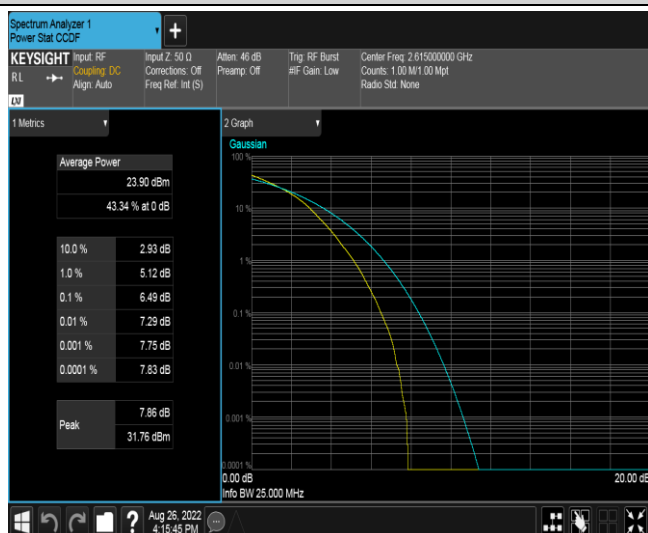 Spectrum Analyzer 1
Power Stat CCDF
KEYSIGHT
RL
LXI
Input: RF
Coupling: DC
Align: Auto
Input Z: 50 Ω
Corrections: Off
Freq Ref: Int (S)
Atten: 46 dB
Preamp: Off
Trig: RF Burst
#IF Gain: Low
Center Freq: 2.615000000 GHz
Counts: 1.00 M/1.00 Mpt
Radio Std: None
1 Metrics
Average Power
23.90 dBm
43.34 % at 0 dB
10.0 % 2.93 dB
1.0 % 5.12 dB
0.1 % 6.49 dB
0.01 % 7.29 dB
0.001 % 7.75 dB
0.0001 % 7.83 dB
Peak
7.86 dB
31.76 dBm
2 Graph
Gaussian
100 %
10 %
1 %
0.1 %
0.01 %
0.001 %
0.0001 %
0.00 dB
20.00 dB
Info BW 25.000 MHz
?
Aug 26, 2022
4:15:45 PM